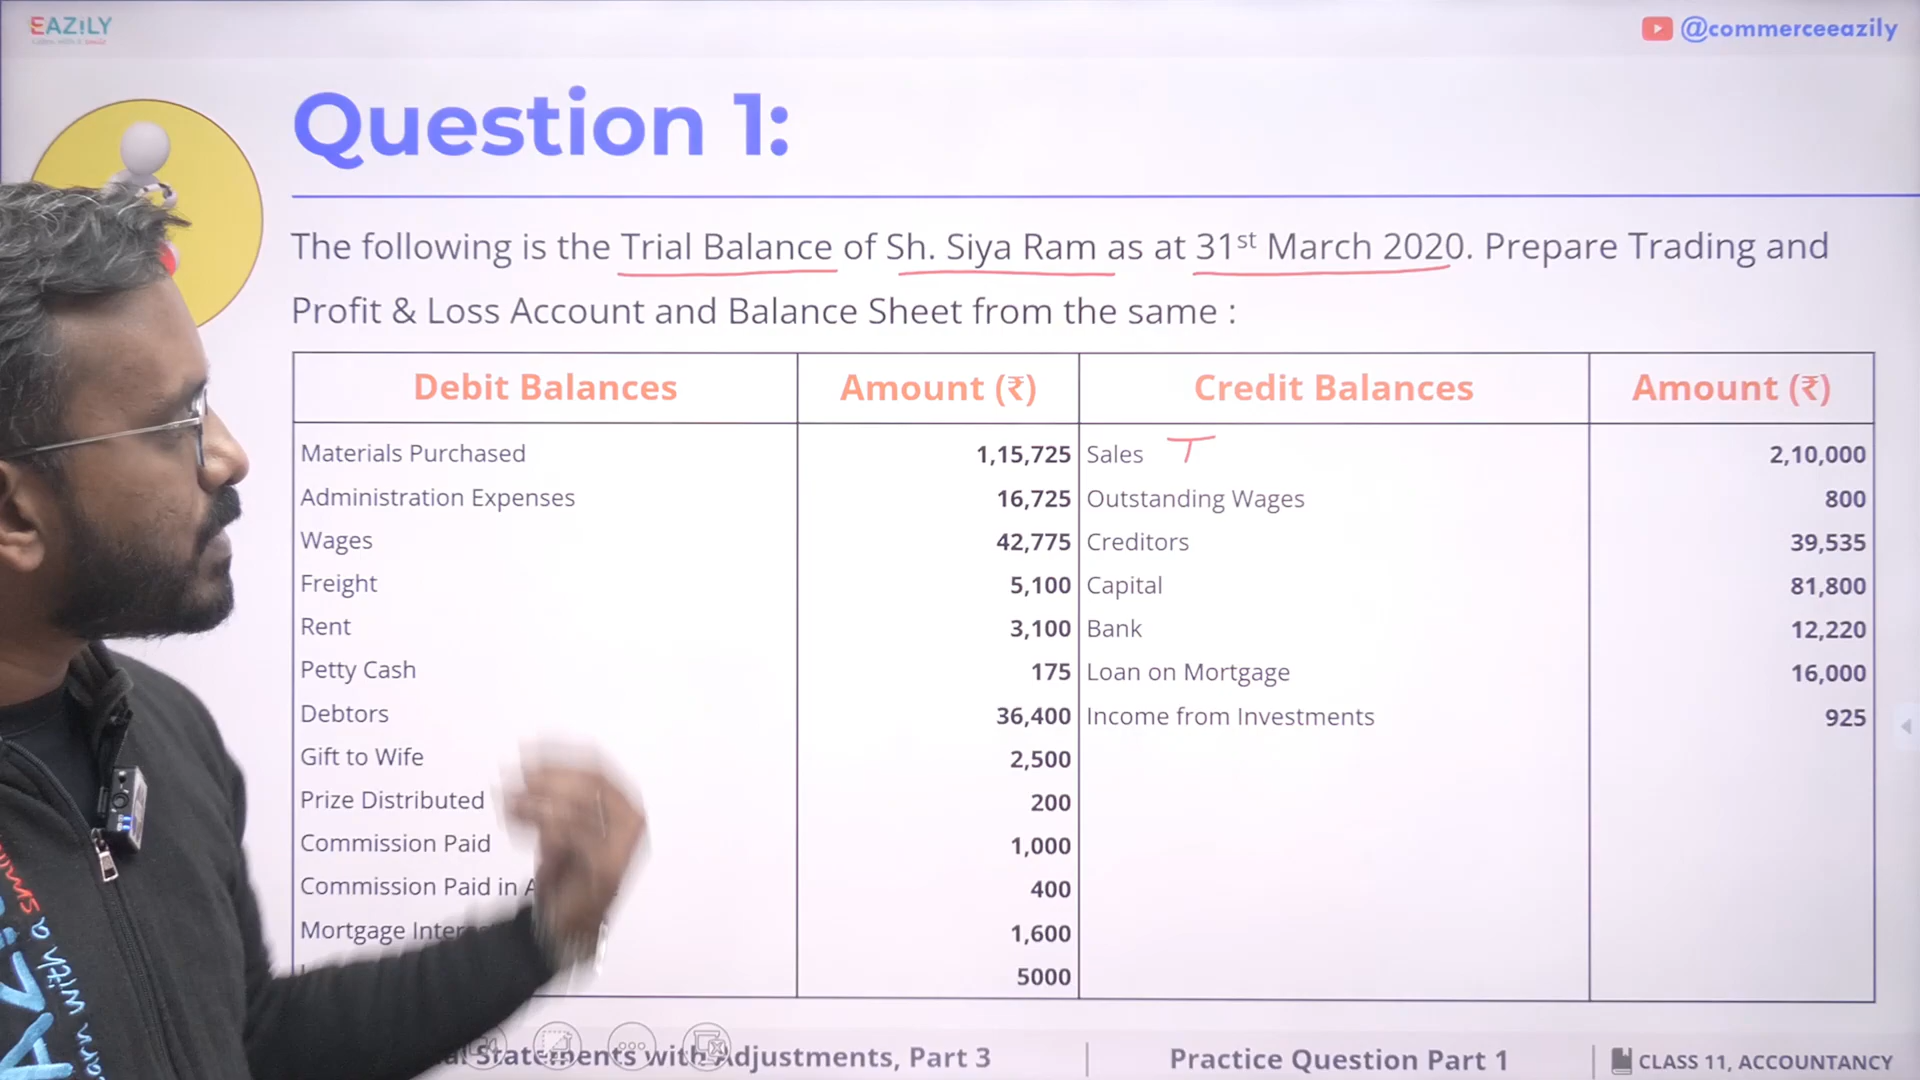 EAZ!LY
@commerceeazily
Question 1:
The following is the Trial Balance of Sh. Siya Ram as at 31st March 2020. Prepare Trading and
Profit & Loss Account and Balance Sheet from the same :
Debit Balances Amount (₹) Credit Balances Amount (₹)
Materials Purchased 1,15,725 Sales T 2,10,000
Administration Expenses 16,725 Outstanding Wages 800
Wages 42,775 Creditors 39,535
Freight 5,100 Capital 81,800
Rent 3,100 Bank 12,220
Petty Cash 175 Loan on Mortgage 16,000
Debtors 36,400 Income from Investments 925
Gift to Wife 2,500
Prize Distributed 200
Commission Paid 1,000
Commission Paid in 400
Mortgage 1,600
5000
Statements with Adjustments, Part 3 Practice Question Part 1 CLASS 11, ACCOUNTANCY
with a